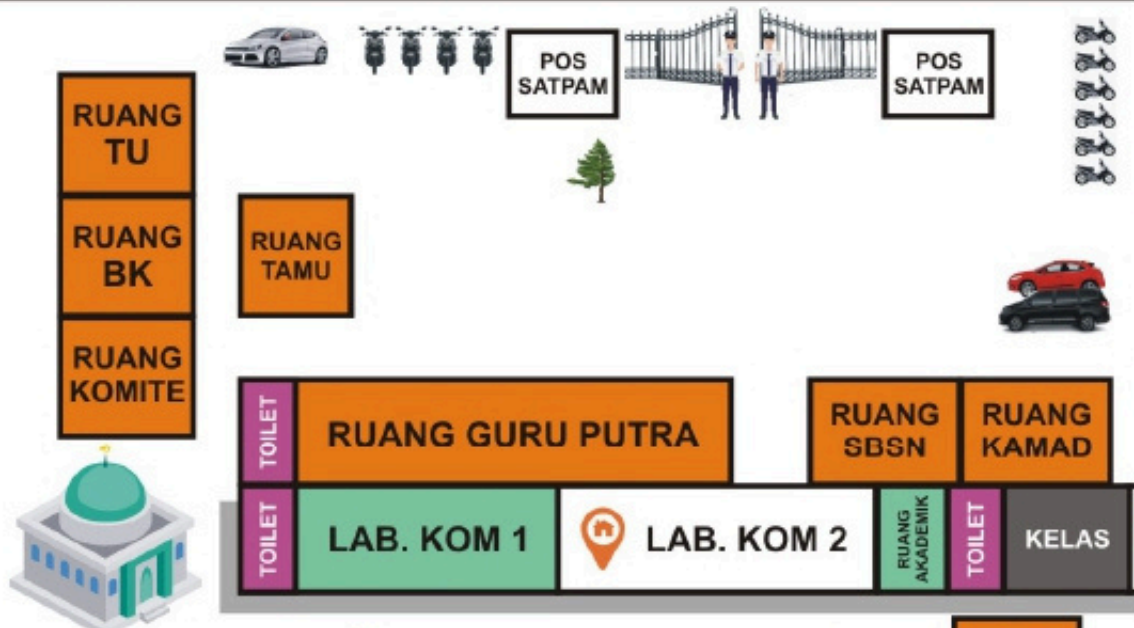 POS
SATPAM
POS
SATPAM
RUANG
TU
RUANG
BK
RUANG
TAMU
RUANG
KOMITE
TOILET
RUANG GURU PUTRA
RUANG
SBSN
RUANG
KAMAD
TOILET
LAB. KOM 1
LAB. KOM 2
RUANG
AKADEMIK
TOILET
KELAS